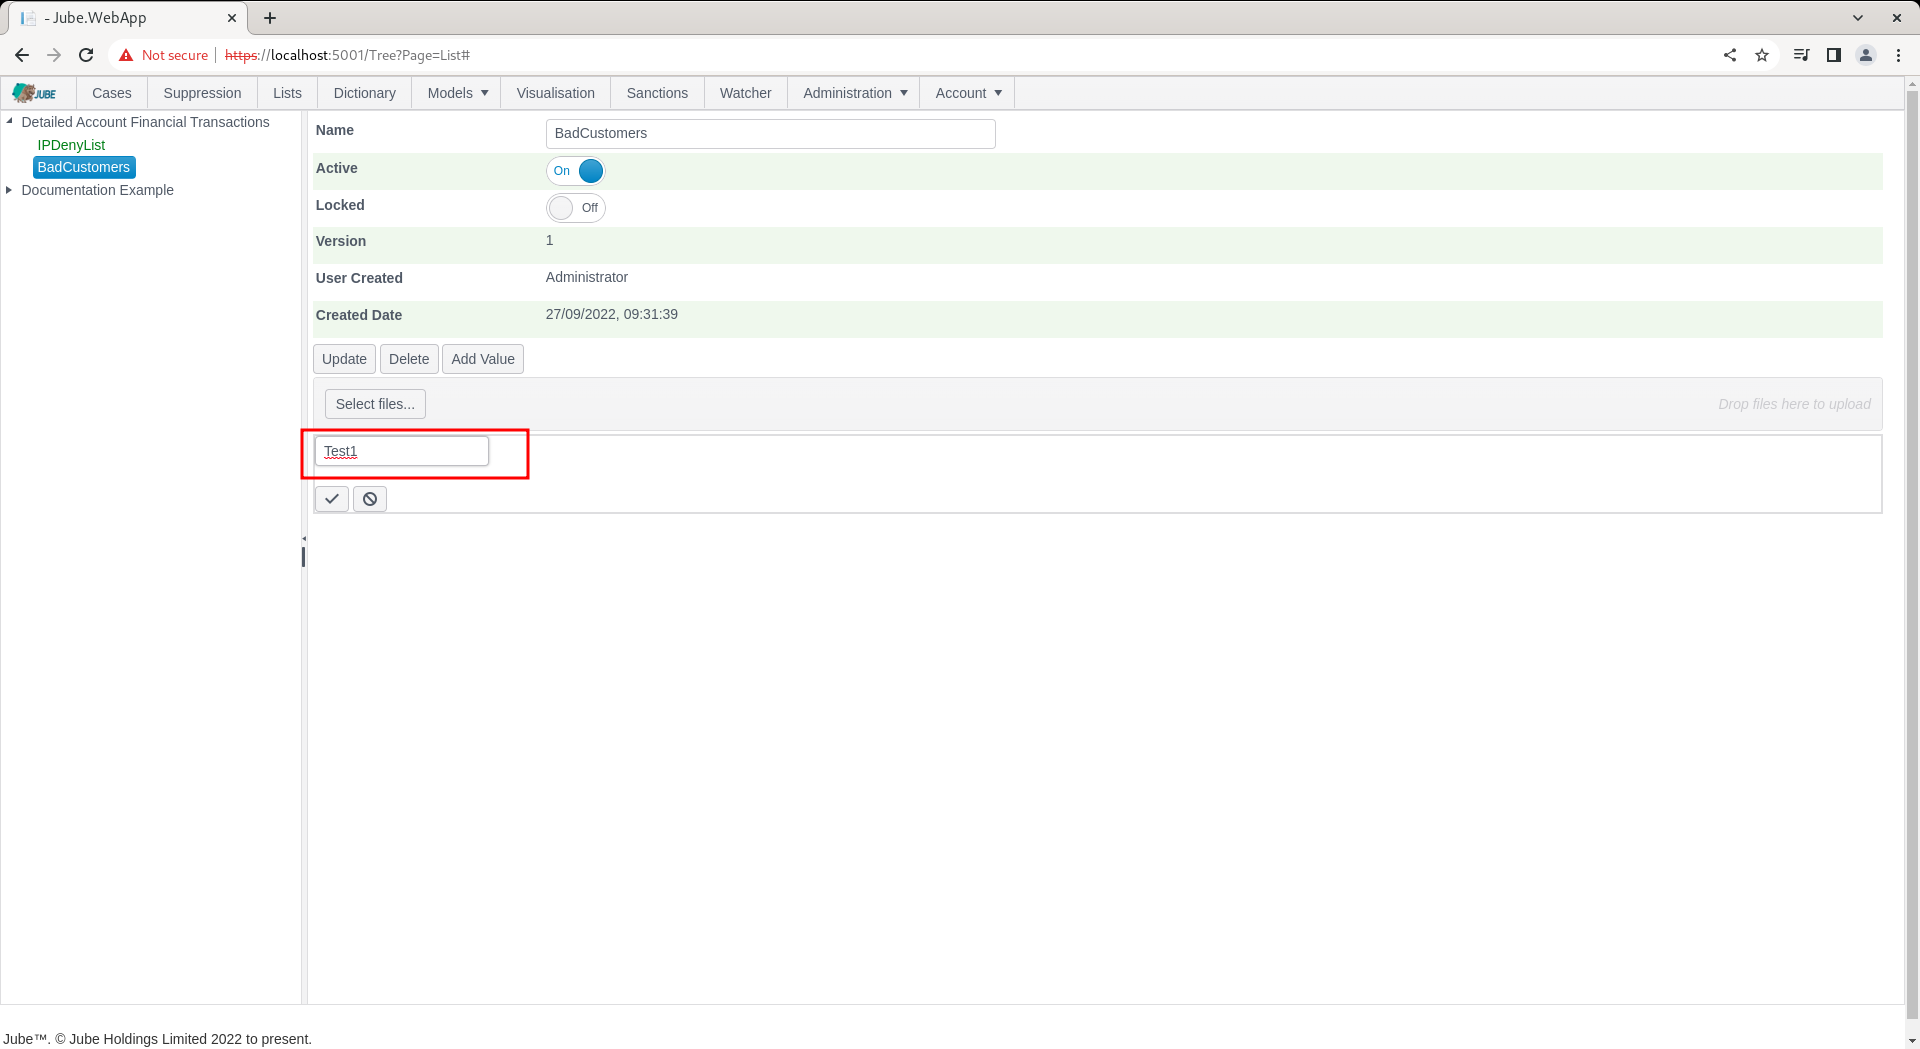 - Jube.WebApp
Not secure https://localhost:5001/Tree?Page=List#
JUBE Cases Suppression Lists Dictionary Models Visualisation Sanctions Watcher Administration Account
Detailed Account Financial Transactions
IPDenyList
BadCustomers
Documentation Example
Name BadCustomers
Active On
Locked Off
Version 1
User Created Administrator
Created Date 27/09/2022, 09:31:39
Update Delete Add Value
Select files... Drop files here to upload
Test1
Jube™. © Jube Holdings Limited 2022 to present.